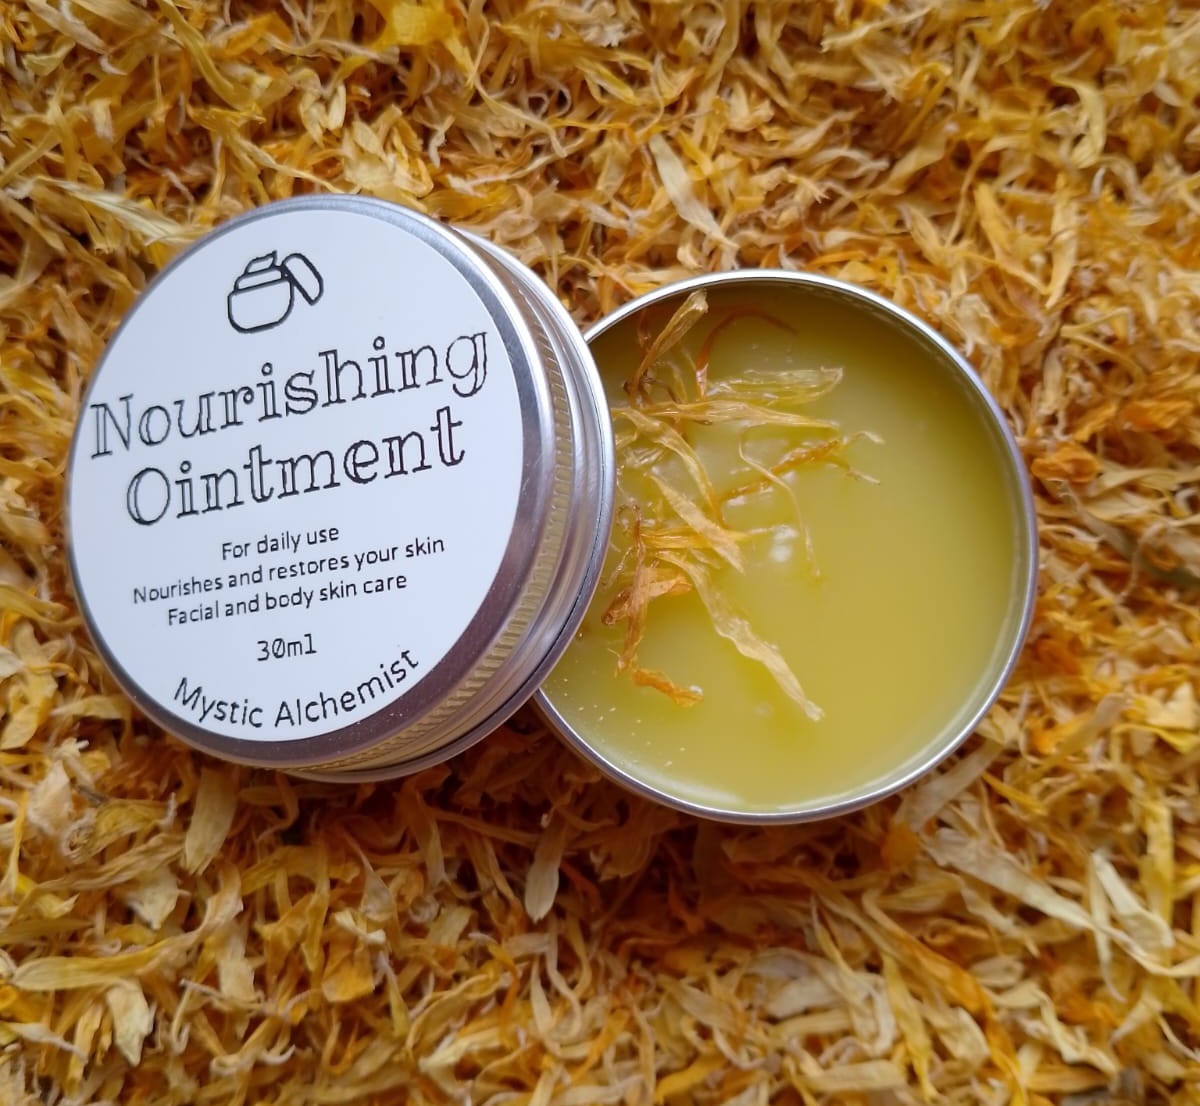 Nourishing
Ointment
For daily use
Nourishes and restores your skin
Facial and body skin care
30ml
Mystic Alchemist